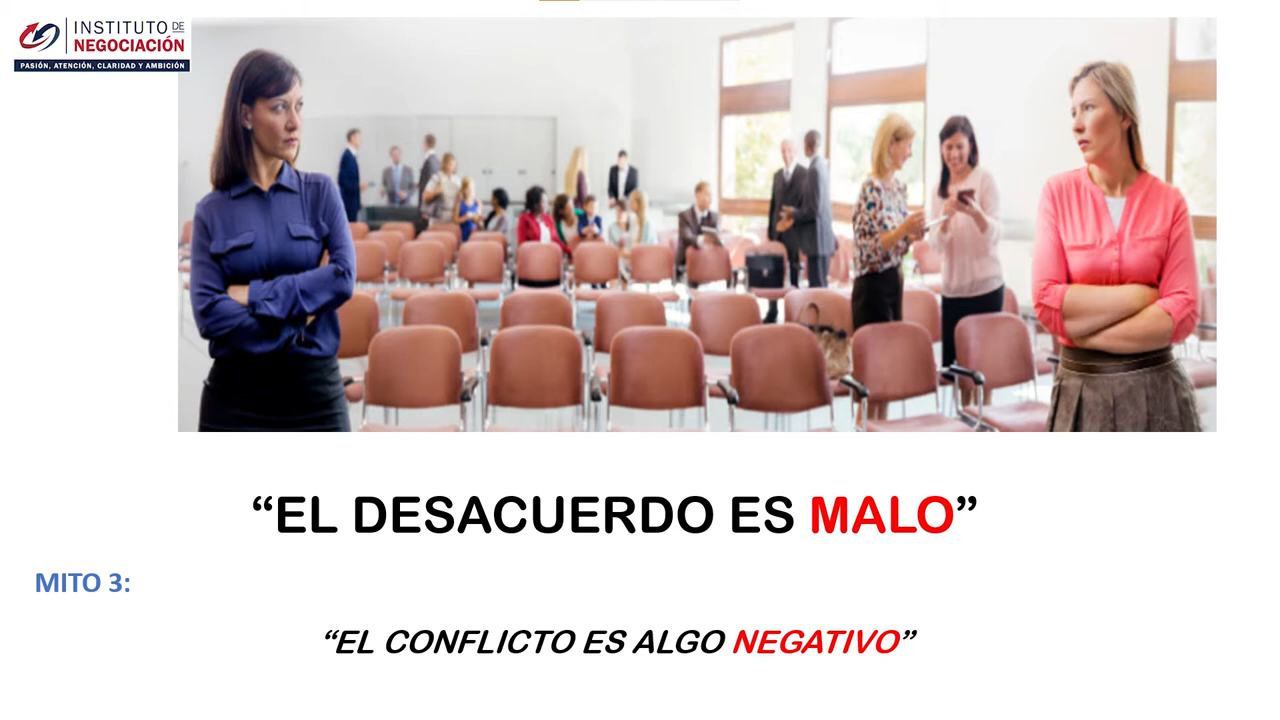 INSTITUTO DE
NEGOCIACIÓN
PASIÓN, ATENCIÓN, CLARIDAD Y AMBICIÓN
“EL DESACUERDO ES MALO”
MITO 3:
“EL CONFLICTO ES ALGO NEGATIVO”